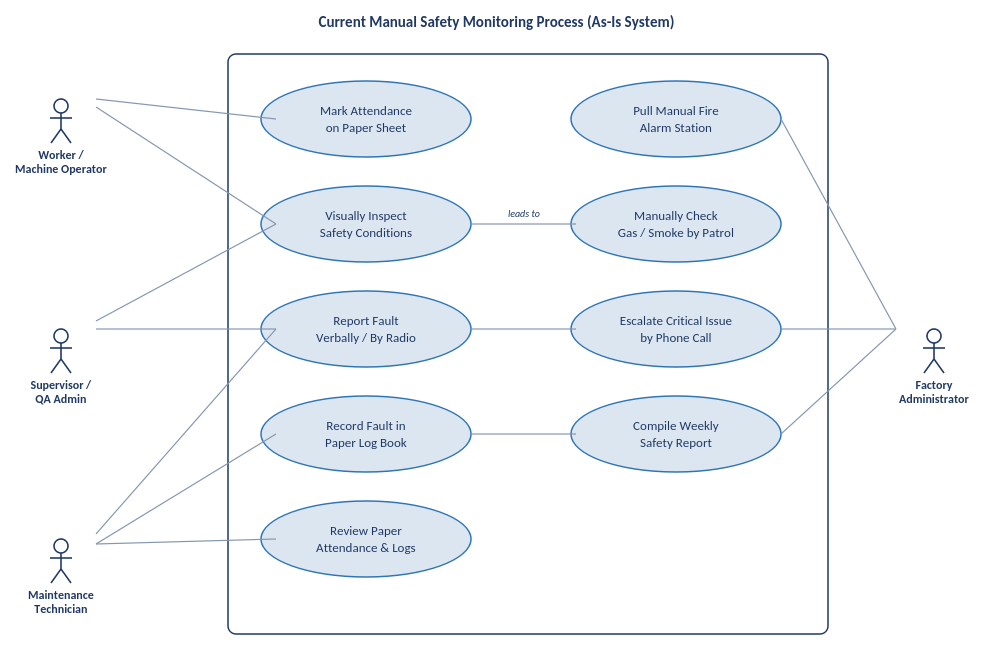 Current Manual Safety Monitoring Process (As-Is System)
Mark Attendance
on Paper Sheet
Pull Manual Fire
Alarm Station
Worker /
Machine Operator
Visually Inspect
Safety Conditions
leads to
Manually Check
Gas / Smoke by Patrol
Report Fault
Verbally / By Radio
Escalate Critical Issue
by Phone Call
Supervisor /
QA Admin
Factory
Administrator
Record Fault in
Paper Log Book
Compile Weekly
Safety Report
Review Paper
Attendance & Logs
Maintenance
Technician